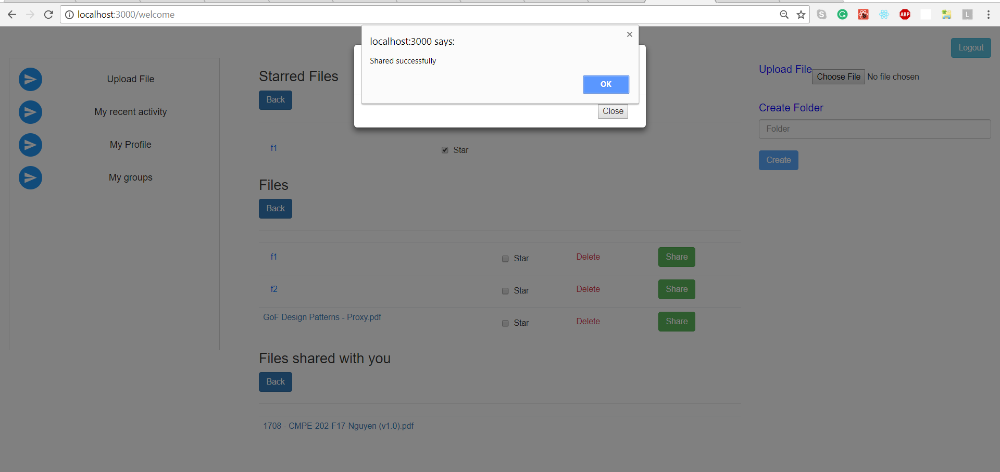 localhost:3000/welcome
ABP
L
localhost:3000 says:
Shared successfully
OK
Close
Logout
Upload File
My recent activity
My Profile
My groups
Starred Files
Back
f1 Star
Files
Back
f1 Star Delete Share
f2 Star Delete Share
GoF Design Patterns - Proxy.pdf Star Delete Share
Files shared with you
Back
1708 - CMPE-202-F17-Nguyen (v1.0).pdf
Upload File Choose File No file chosen
Create Folder
Folder
Create